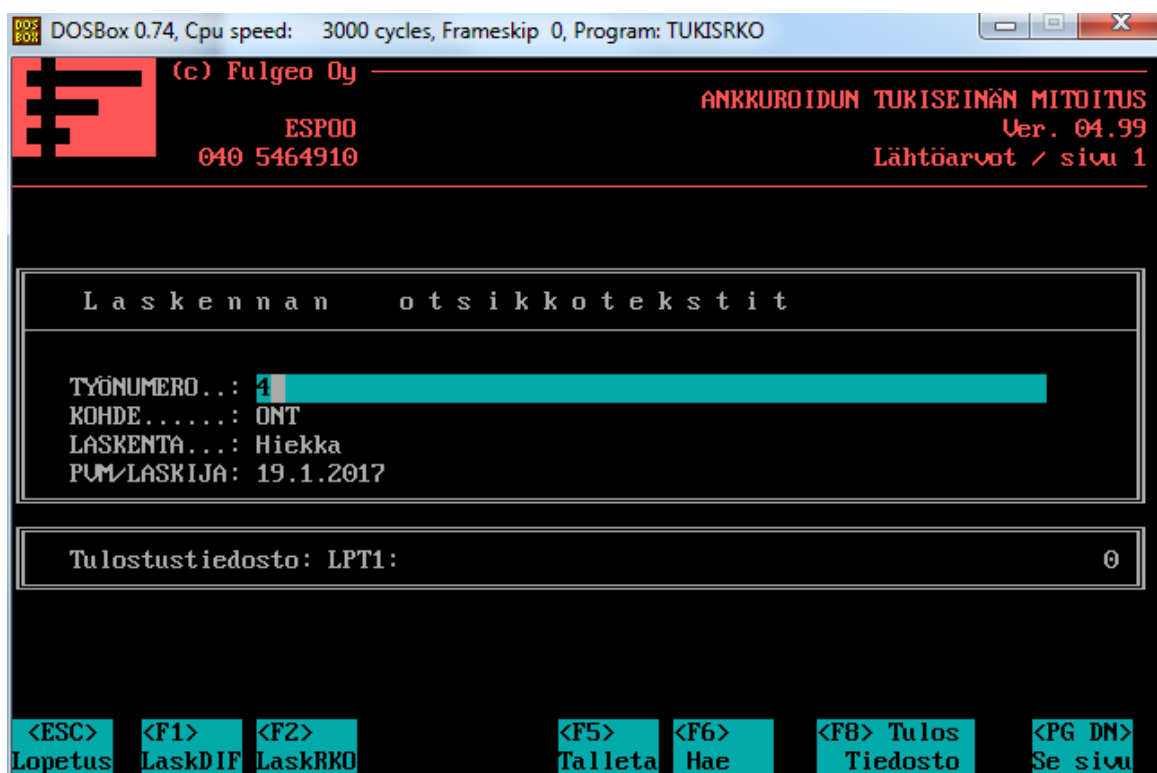 DOSBox 0.74, Cpu speed: 3000 cycles, Frameskip 0, Program: TUKISRKO
(c) Fulgeo Oy
ANKKUROIDUN TUKISEINÄN MITOITUS
ESPOO
Ver. 04.99
040 5464910
Lähtöarvot / sivu 1
Laskennan otsikkotekstit
TYÖNUMERO..: 4
KOHDE......: ONT
LASKENTA...: Hiekka
PVM/LASKIJA: 19.1.2017
Tulostustiedosto: LPT1: 0
<ESC> <F1> <F2> <F5> <F6> <F8> Tulos <PG DN>
Lopetus LaskDIF LaskRKO Talleta Hae Tiedosto Se sivu